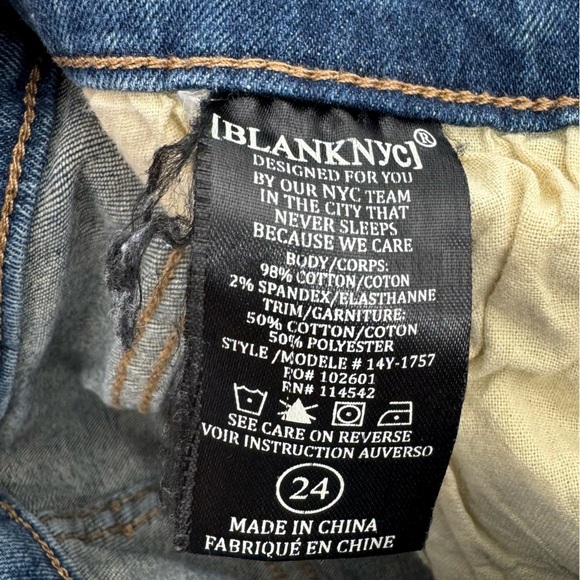 [BLANKNYC]®
DESIGNED FOR YOU
BY OUR NYC TEAM
IN THE CITY THAT
NEVER SLEEPS
BECAUSE WE CARE
BODY/CORPS:
98% COTTON/COTON
2% SPANDEX/ELASTHANNE
TRIM/GARNITURE:
50% COTTON/COTON
50% POLYESTER
STYLE /MODELE # 14Y-1757
PO# 102601
RN# 114542
SEE CARE ON REVERSE
VOIR INSTRUCTION AUVERSO
24
MADE IN CHINA
FABRIQUÉ EN CHINE